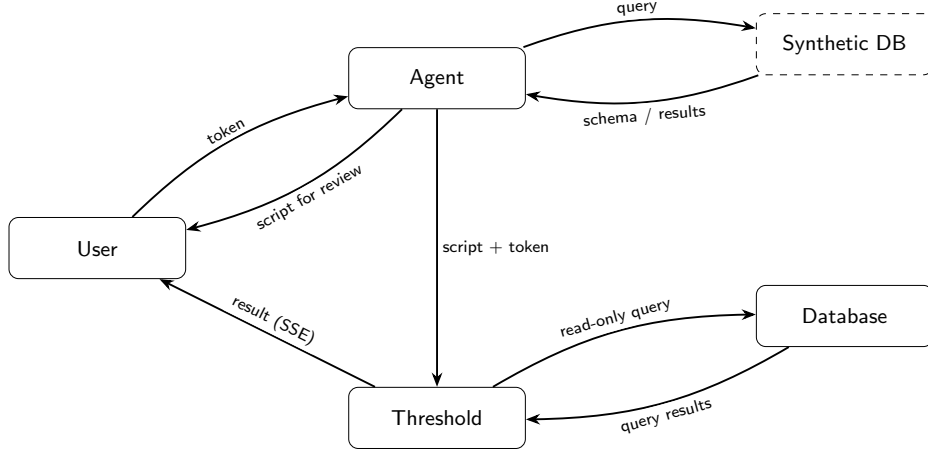 query
Synthetic DB
Agent
schema / results
token
script for review
User
script + token
result (SSE)
read-only query
Database
Threshold
query results